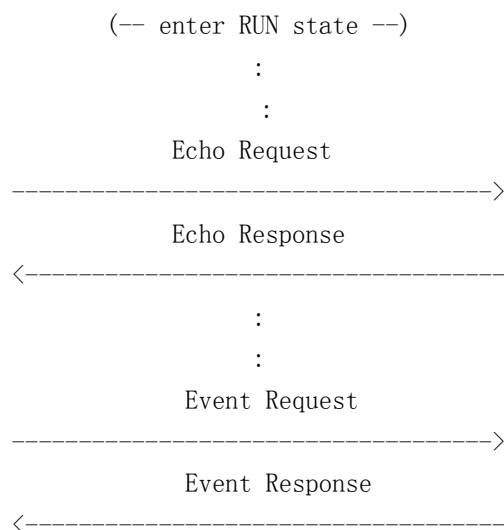 (-- enter RUN state --)
:
:
Echo Request
------------------------------------>
Echo Response
<------------------------------------
:
:
Event Request
------------------------------------>
Event Response
<------------------------------------